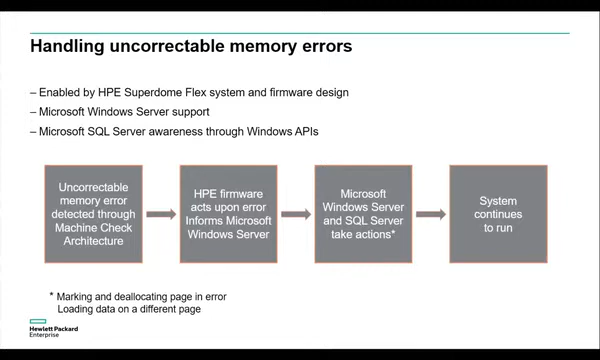 Handling uncorrectable memory errors
– Enabled by HPE Superdome Flex system and firmware design
– Microsoft Windows Server support
– Microsoft SQL Server awareness through Windows APIs
Uncorrectable
memory error
detected through
Machine Check
Architecture
HPE firmware
acts upon error
Informs Microsoft
Windows Server
Microsoft
Windows Server
and SQL Server
take actions*
System
continues
to run
* Marking and deallocating page in error
Loading data on a different page
Hewlett Packard
Enterprise